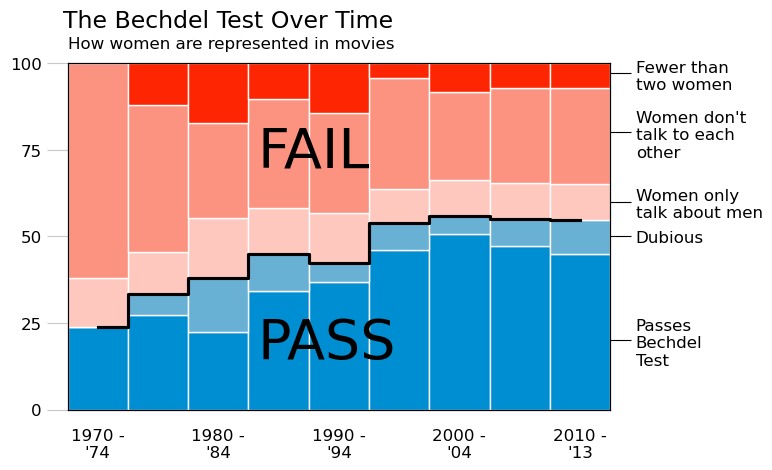 The Bechdel Test Over Time
How women are represented in movies
100
75
50
25
0
FAIL
PASS
Fewer than
two women
Women don't
talk to each
other
Women only
talk about men
Dubious
Passes
Bechdel
Test
1970 -
'74
1980 -
'84
1990 -
'94
2000 -
'04
2010 -
'13